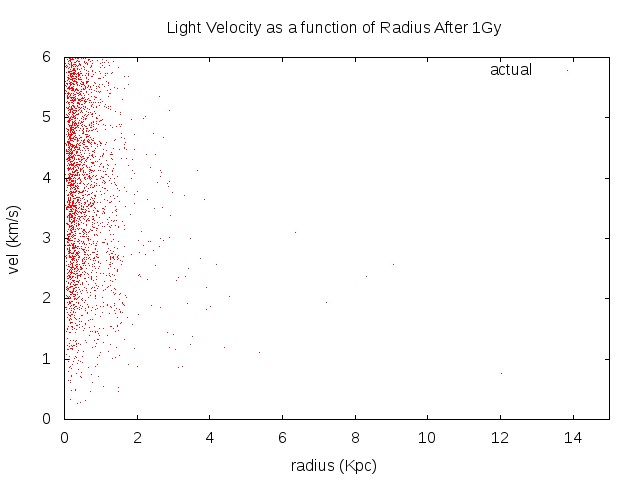 Light Velocity as a function of Radius After 1Gy
actual
6
5
4
3
2
1
0
vel (km/s)
0 2 4 6 8 10 12 14
radius (Kpc)